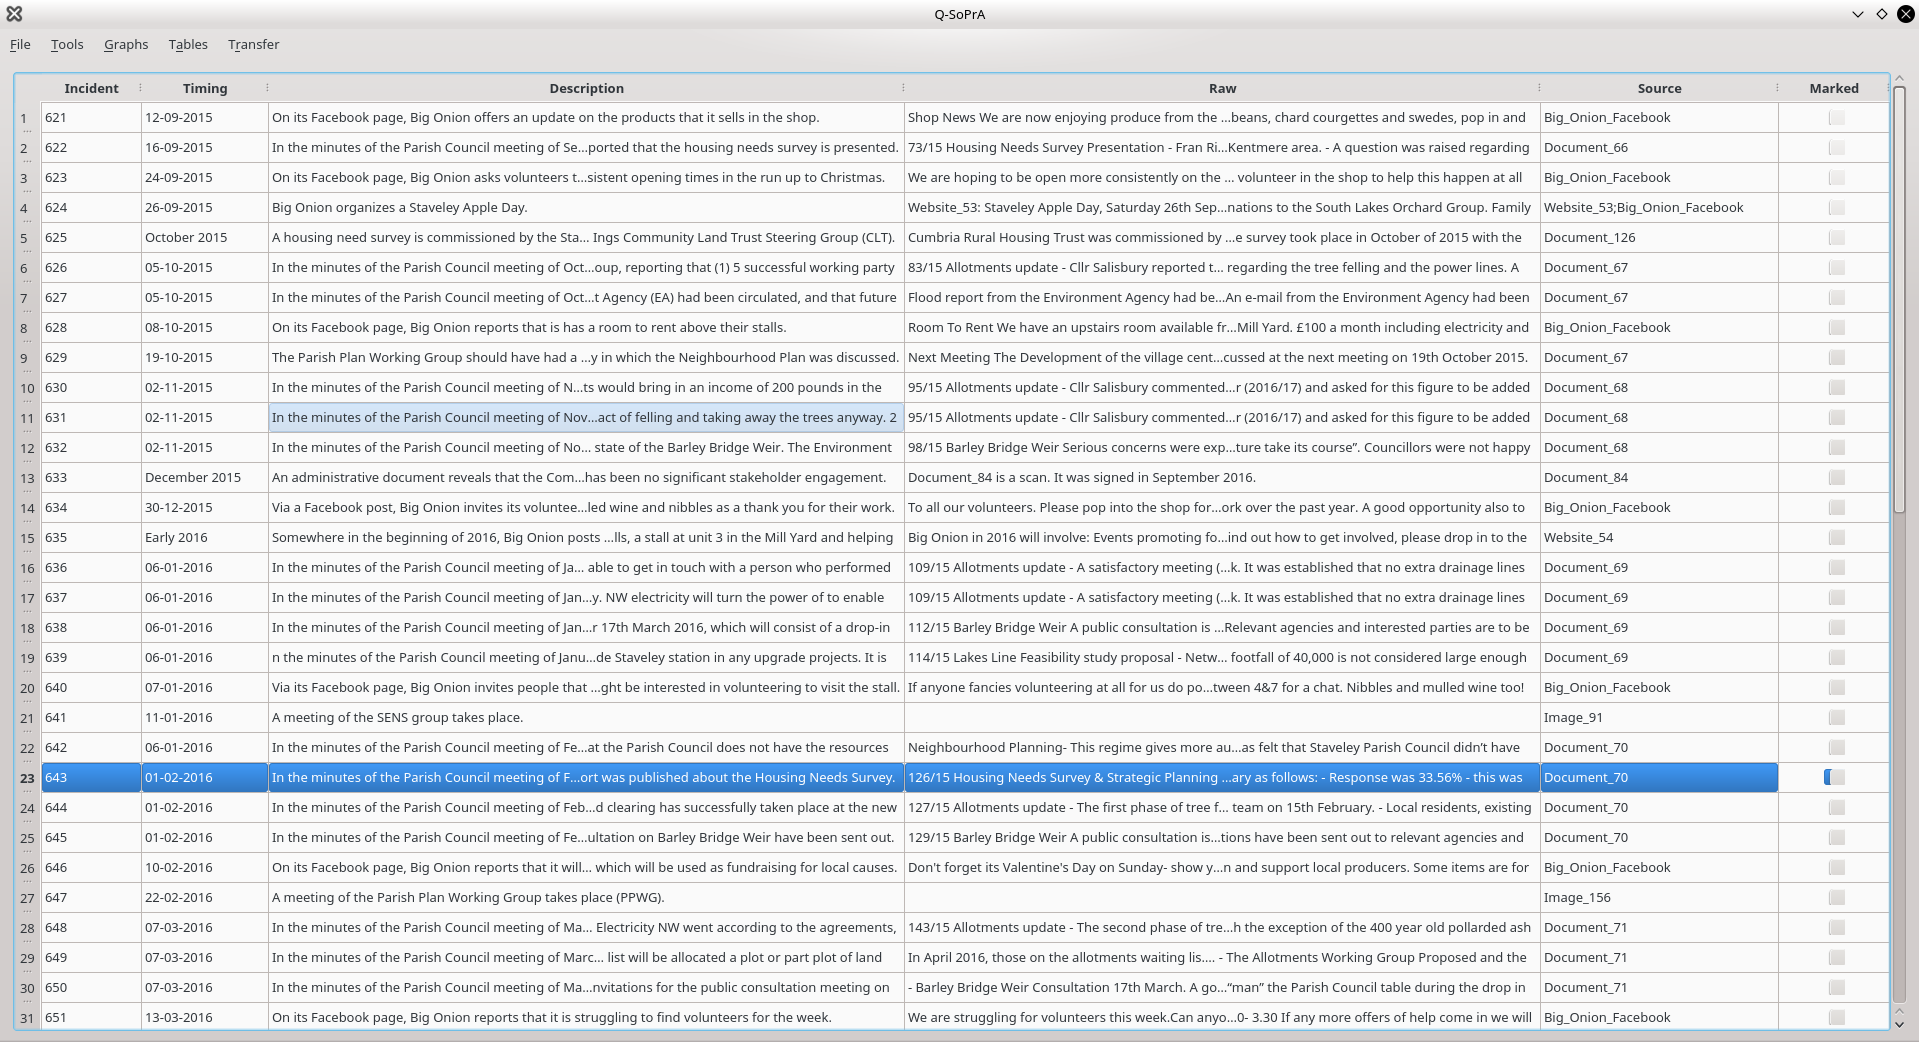 Q-SoPrA
File Tools Graphs Tables Transfer
Incident Timing Description Raw Source Marked
1 621 12-09-2015 On its Facebook page, Big Onion offers an update on the products that it sells in the shop. Shop News We are now enjoying produce from the ...beans, chard courgettes and swedes, pop in and Big_Onion_Facebook
2 622 16-09-2015 In the minutes of the Parish Council meeting of Se...ported that the housing needs survey is presented. 73/15 Housing Needs Survey Presentation - Fran Ri...Kentmere area. - A question was raised regarding Document_66
3 623 24-09-2015 On its Facebook page, Big Onion asks volunteers t...sistent opening times in the run up to Christmas. We are hoping to be open more consistently on the ... volunteer in the shop to help this happen at all Big_Onion_Facebook
4 624 26-09-2015 Big Onion organizes a Staveley Apple Day. Website_53: Staveley Apple Day, Saturday 26th Sep...nations to the South Lakes Orchard Group. Family Website_53;Big_Onion_Facebook
5 625 October 2015 A housing need survey is commissioned by the Sta... Ings Community Land Trust Steering Group (CLT). Cumbria Rural Housing Trust was commissioned by ...e survey took place in October of 2015 with the Document_126
6 626 05-10-2015 In the minutes of the Parish Council meeting of Oct...oup, reporting that (1) 5 successful working party 83/15 Allotments update - Cllr Salisbury reported t... regarding the tree felling and the power lines. A Document_67
7 627 05-10-2015 In the minutes of the Parish Council meeting of Oct...t Agency (EA) had been circulated, and that future Flood report from the Environment Agency had be...An e-mail from the Environment Agency had been Document_67
8 628 08-10-2015 On its Facebook page, Big Onion reports that is has a room to rent above their stalls. Room To Rent We have an upstairs room available fr...Mill Yard. £100 a month including electricity and Big_Onion_Facebook
9 629 19-10-2015 The Parish Plan Working Group should have had a ...y in which the Neighbourhood Plan was discussed. Next Meeting The Development of the village cent...cussed at the next meeting on 19th October 2015. Document_67
10 630 02-11-2015 In the minutes of the Parish Council meeting of N...ts would bring in an income of 200 pounds in the 95/15 Allotments update - Cllr Salisbury commented...r (2016/17) and asked for this figure to be added Document_68
11 631 02-11-2015 In the minutes of the Parish Council meeting of Nov...act of felling and taking away the trees anyway. 2 95/15 Allotments update - Cllr Salisbury commented...r (2016/17) and asked for this figure to be added Document_68
12 632 02-11-2015 In the minutes of the Parish Council meeting of No... state of the Barley Bridge Weir. The Environment 98/15 Barley Bridge Weir Serious concerns were exp...ture take its course”. Councillors were not happy Document_68
13 633 December 2015 An administrative document reveals that the Com...has been no significant stakeholder engagement. Document_84 is a scan. It was signed in September 2016. Document_84
14 634 30-12-2015 Via a Facebook post, Big Onion invites its voluntee...led wine and nibbles as a thank you for their work. To all our volunteers. Please pop into the shop for...ork over the past year. A good opportunity also to Big_Onion_Facebook
15 635 Early 2016 Somewhere in the beginning of 2016, Big Onion posts ...lls, a stall at unit 3 in the Mill Yard and helping Big Onion in 2016 will involve: Events promoting fo...ind out how to get involved, please drop in to the Website_54
16 636 06-01-2016 In the minutes of the Parish Council meeting of Ja... able to get in touch with a person who performed 109/15 Allotments update - A satisfactory meeting (...k. It was established that no extra drainage lines Document_69
17 637 06-01-2016 In the minutes of the Parish Council meeting of Jan...y. NW electricity will turn the power of to enable 109/15 Allotments update - A satisfactory meeting (...k. It was established that no extra drainage lines Document_69
18 638 06-01-2016 In the minutes of the Parish Council meeting of Jan...r 17th March 2016, which will consist of a drop-in 112/15 Barley Bridge Weir A public consultation is ...Relevant agencies and interested parties are to be Document_69
19 639 06-01-2016 n the minutes of the Parish Council meeting of Janu...de Staveley station in any upgrade projects. It is 114/15 Lakes Line Feasibility study proposal - Netw... footfall of 40,000 is not considered large enough Document_69
20 640 07-01-2016 Via its Facebook page, Big Onion invites people that ...ght be interested in volunteering to visit the stall. If anyone fancies volunteering at all for us do po...tween 4&7 for a chat. Nibbles and mulled wine too! Big_Onion_Facebook
21 641 11-01-2016 A meeting of the SENS group takes place. Image_91
22 642 06-01-2016 In the minutes of the Parish Council meeting of Fe...at the Parish Council does not have the resources Neighbourhood Planning- This regime gives more au...as felt that Staveley Parish Council didn’t have Document_70
23 643 01-02-2016 In the minutes of the Parish Council meeting of F...ort was published about the Housing Needs Survey. 126/15 Housing Needs Survey & Strategic Planning ...ary as follows: - Response was 33.56% - this was Document_70
24 644 01-02-2016 In the minutes of the Parish Council meeting of Feb...d clearing has successfully taken place at the new 127/15 Allotments update - The first phase of tree f... team on 15th February. - Local residents, existing Document_70
25 645 01-02-2016 In the minutes of the Parish Council meeting of Fe...ultation on Barley Bridge Weir have been sent out. 129/15 Barley Bridge Weir A public consultation is...tions have been sent out to relevant agencies and Document_70
26 646 10-02-2016 On its Facebook page, Big Onion reports that it will... which will be used as fundraising for local causes. Don't forget its Valentine's Day on Sunday- show y...n and support local producers. Some items are for Big_Onion_Facebook
27 647 22-02-2016 A meeting of the Parish Plan Working Group takes place (PPWG). Image_156
28 648 07-03-2016 In the minutes of the Parish Council meeting of Ma... Electricity NW went according to the agreements, 143/15 Allotments update - The second phase of tre...h the exception of the 400 year old pollarded ash Document_71
29 649 07-03-2016 In the minutes of the Parish Council meeting of Marc... list will be allocated a plot or part plot of land In April 2016, those on the allotments waiting lis.... - The Allotments Working Group Proposed and the Document_71
30 650 07-03-2016 In the minutes of the Parish Council meeting of Ma...nvitations for the public consultation meeting on - Barley Bridge Weir Consultation 17th March. A go...“man” the Parish Council table during the drop in Document_71
31 651 13-03-2016 On its Facebook page, Big Onion reports that it is struggling to find volunteers for the week. We are struggling for volunteers this week.Can anyo...0- 3.30 If any more offers of help come in we will Big_Onion_Facebook